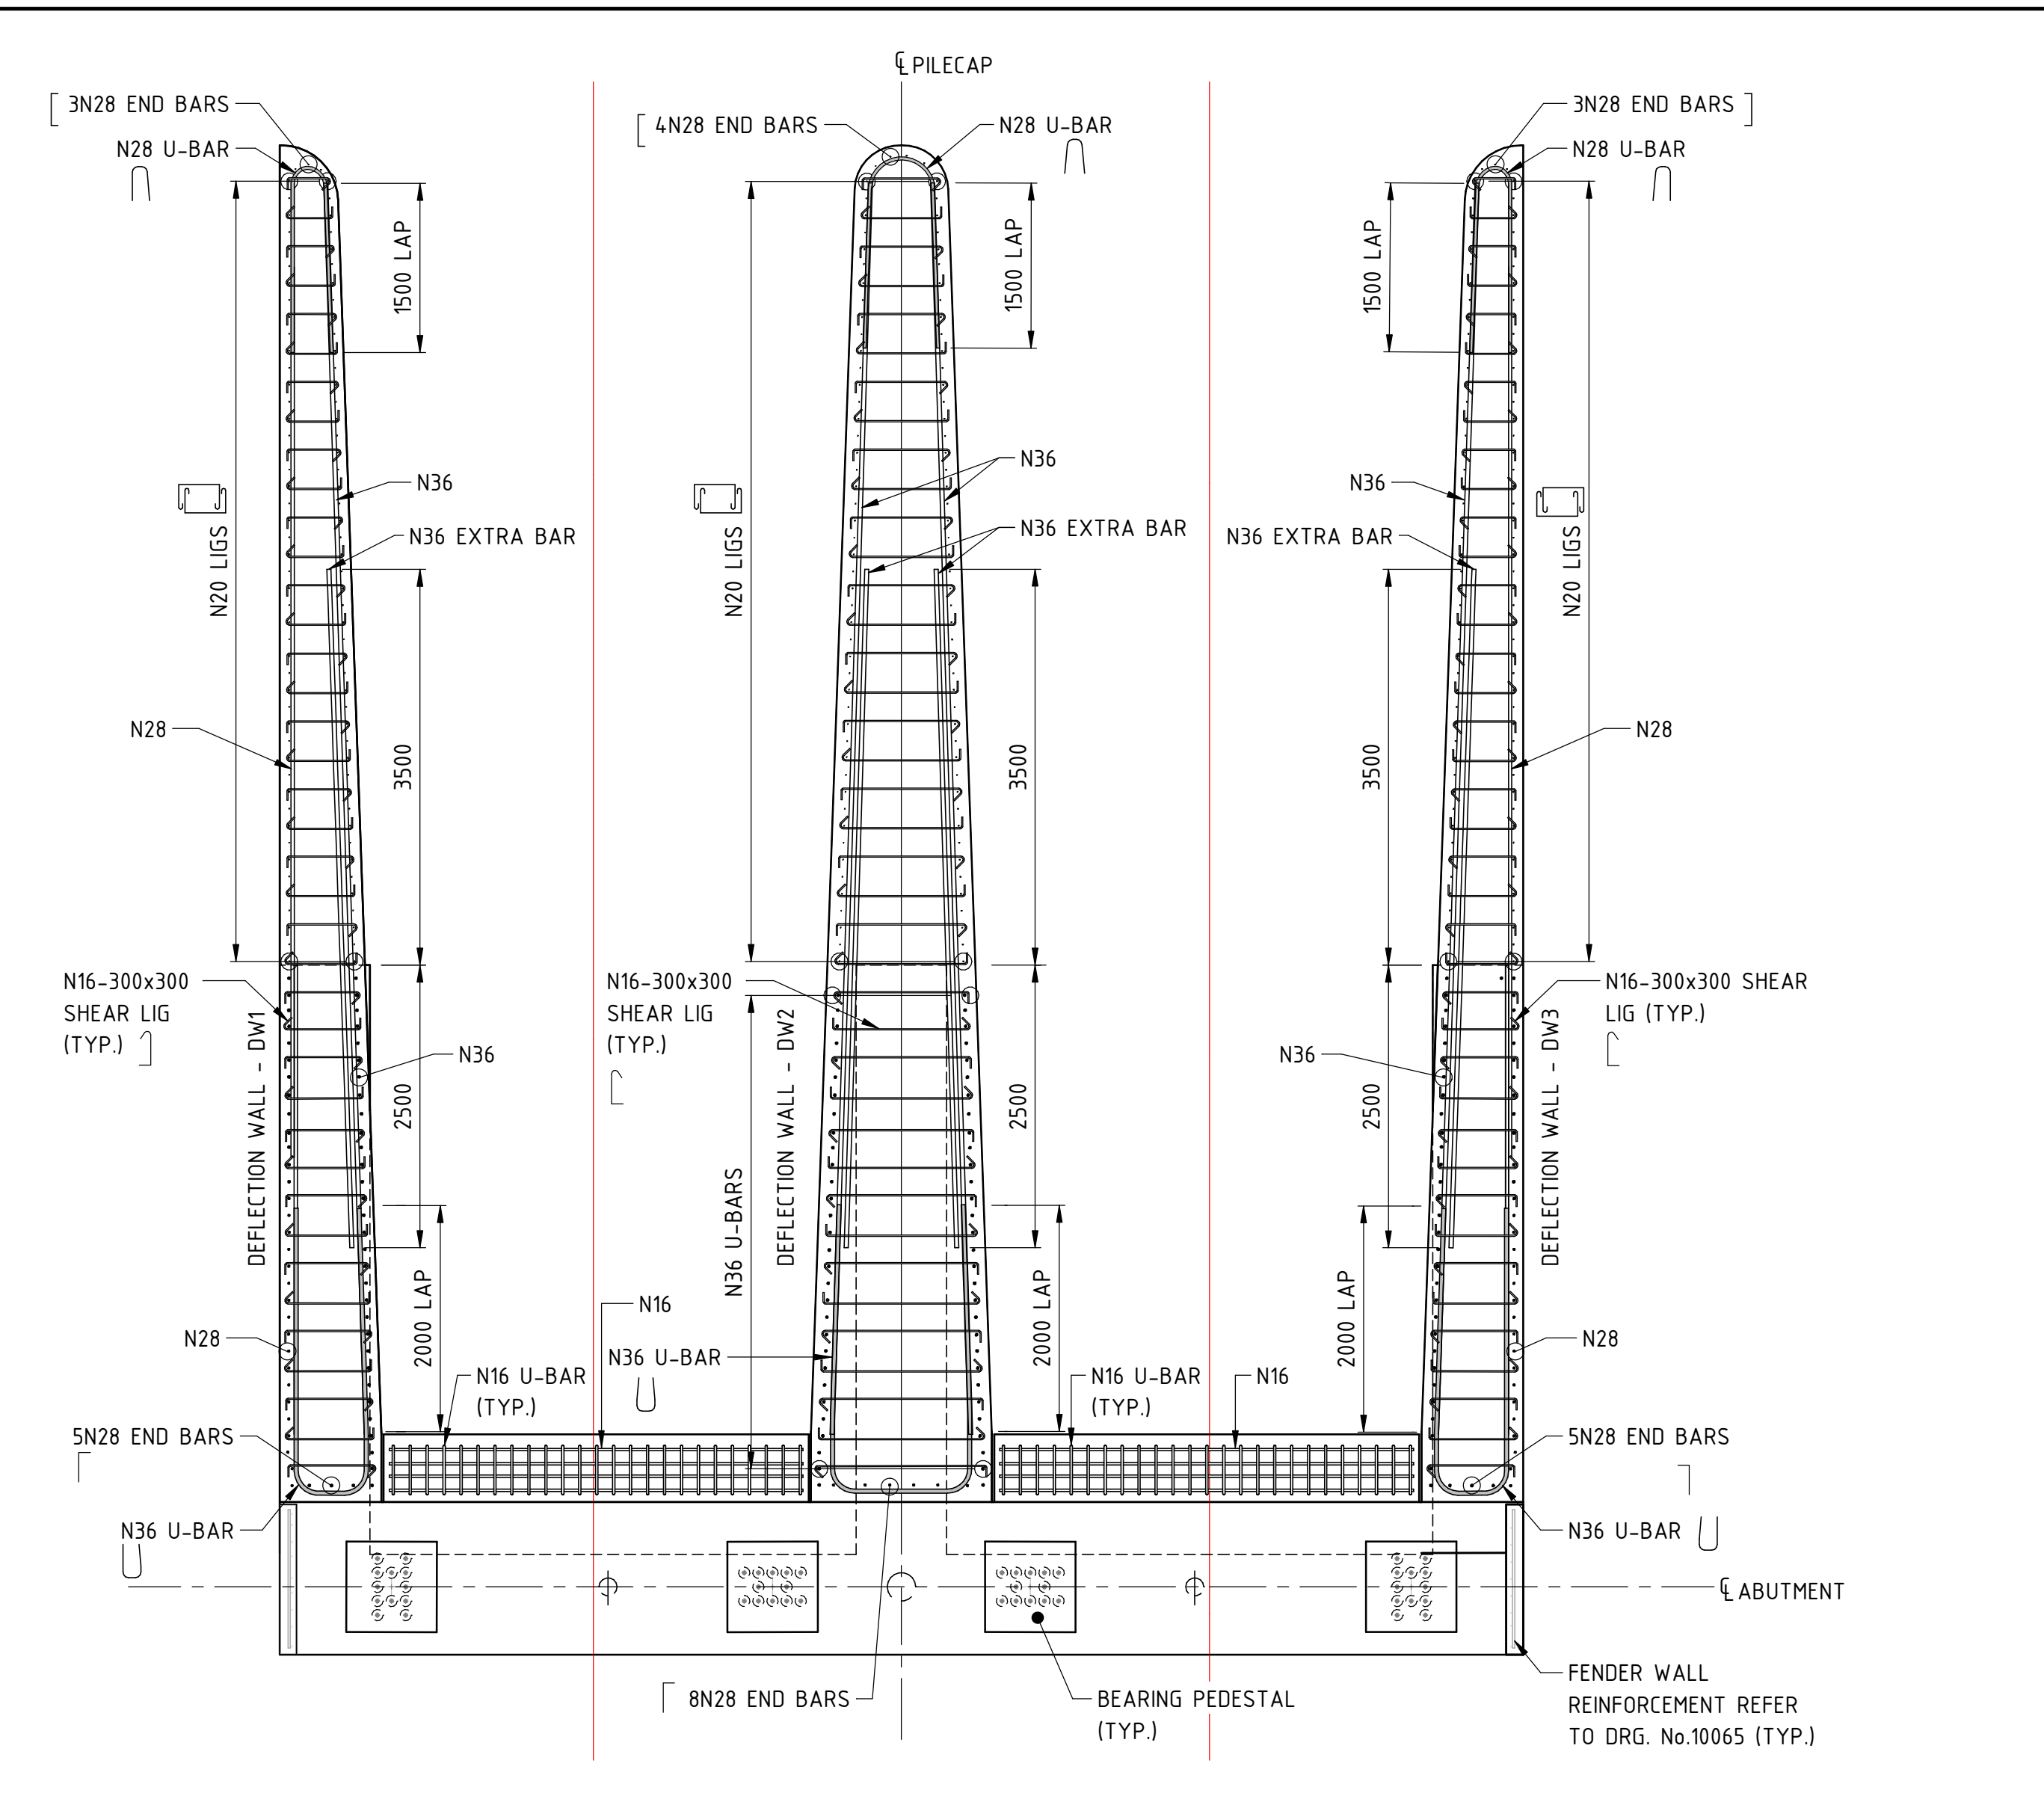 ℄ PILECAP
3N28 END BARS
N28 U-BAR
4N28 END BARS
N28 U-BAR
3N28 END BARS
N28 U-BAR
1500 LAP
1500 LAP
1500 LAP
N20 LIGS
N36
N36 EXTRA BAR
N20 LIGS
N36
N36 EXTRA BAR
N36
N36 EXTRA BAR
N20 LIGS
N28
3500
3500
3500
N28
N16-300x300
SHEAR LIG
(TYP.)
DEFLECTION WALL - DW1
N36
2500
N16-300x300
SHEAR LIG
(TYP.)
DEFLECTION WALL - DW2
N36 U-BARS
2500
N36
2500
N16-300x300 SHEAR
LIG (TYP.)
DEFLECTION WALL - DW3
N28
2000 LAP
N16 U-BAR
(TYP.)
N16
N36 U-BAR
2000 LAP
N16 U-BAR
(TYP.)
N16
2000 LAP
N28
5N28 END BARS
N36 U-BAR
5N28 END BARS
N36 U-BAR
℄ ABUTMENT
8N28 END BARS
BEARING PEDESTAL
(TYP.)
FENDER WALL
REINFORCEMENT REFER
TO DRG. No.10065 (TYP.)